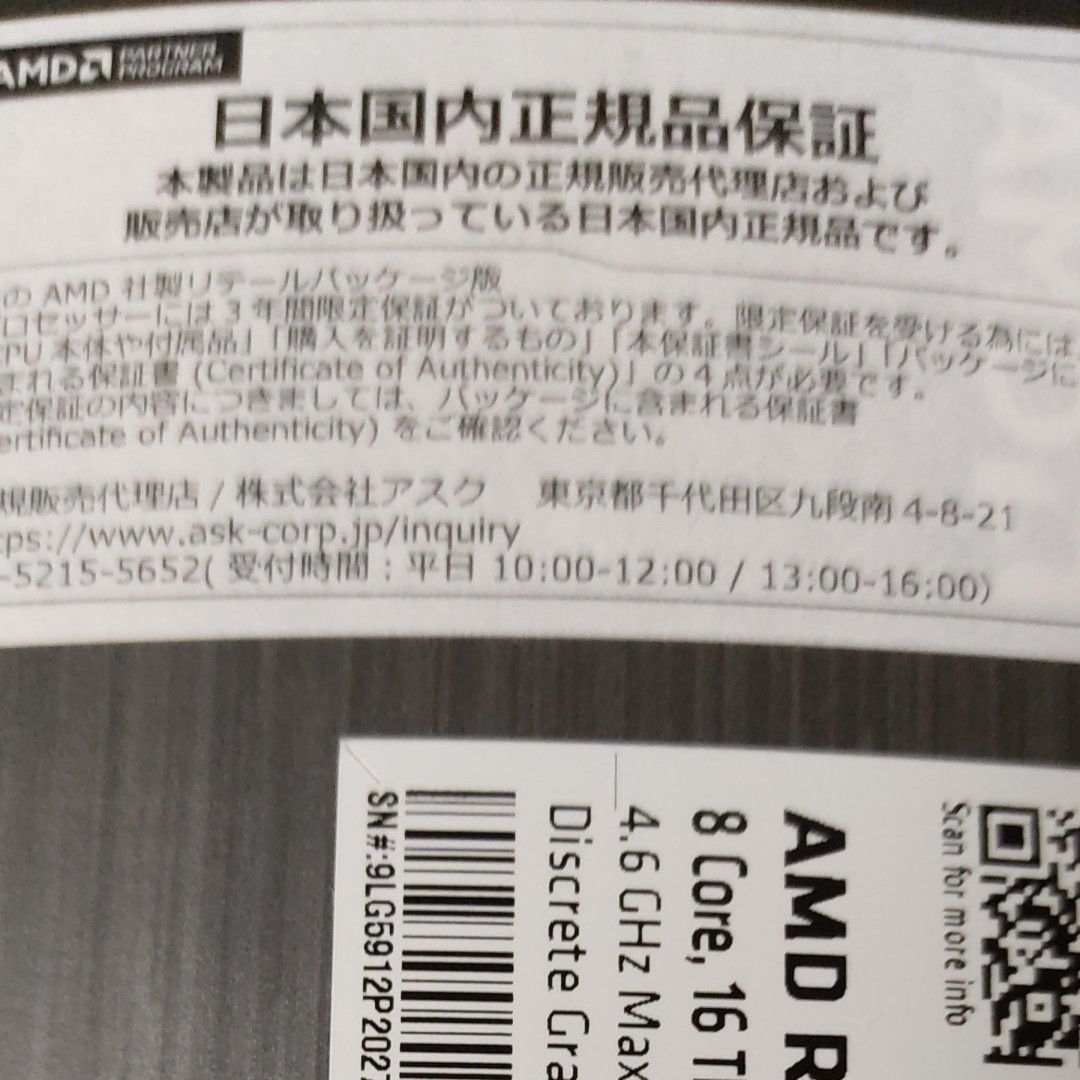 AMD PARTNER PROGRAM
日本国内正規品保証
本製品は日本国内の正規販売代理店および
販売店が取り扱っている日本国内正規品です。
の AMD 社製リテールパッケージ版
ロセッサーには 3 年間限定保証がついております。限定保証を受ける為には
PU 本体や付属品」「購入を証明するもの」「本保証書シール」「パッケージに
まれる保証書 (Certificate of Authenticity)」の 4 点が必要です。
定保証の内容につきましては、パッケージに含まれる保証書
ertificate of Authenticity) をご確認ください。
規販売代理店 / 株式会社アスク 東京都千代田区九段南 4-8-21
tps://www.ask-corp.jp/inquiry
-5215-5652( 受付時間 : 平日 10:00-12:00 / 13:00-16:00)
Scan for more info
AMD R
8 Core, 16 T
4.6 GHz Max
Discrete Gra
SN#:9LG5912P2027